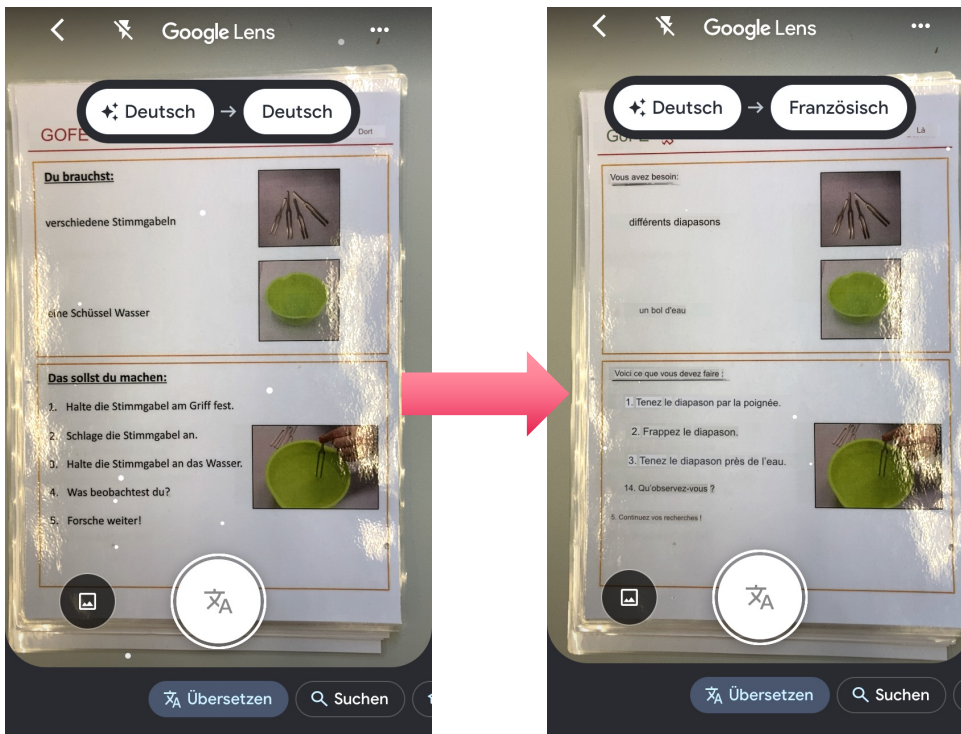 Google Lens
Deutsch → Deutsch
GOFE
Dort
Du brauchst:
verschiedene Stimmgabeln
eine Schüssel Wasser
Das sollst du machen:
1. Halte die Stimmgabel am Griff fest.
2. Schlage die Stimmgabel an.
3. Halte die Stimmgabel an das Wasser.
4. Was beobachtest du?
5. Forsche weiter!
Übersetzen
Suchen
Google Lens
Deutsch → Französisch
Là
Vous avez besoin:
différents diapasons
un bol d'eau
Voici ce que vous devez faire :
1. Tenez le diapason par la poignée.
2. Frappez le diapason.
3. Tenez le diapason près de l'eau.
14. Qu'observez-vous ?
5. Continuez vos recherches !
Übersetzen
Suchen